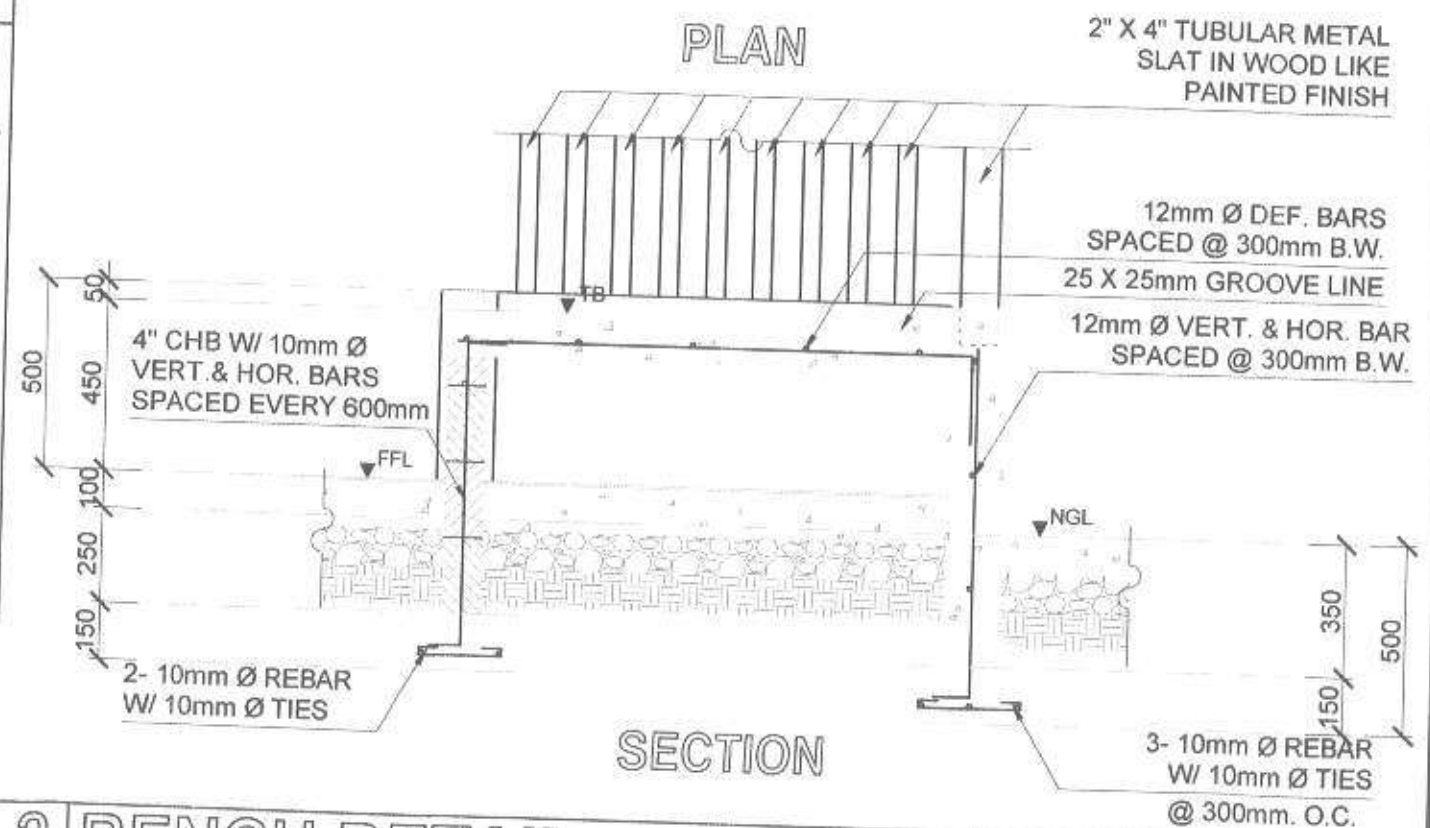 PLAN
2" X 4" TUBULAR METAL
SLAT IN WOOD LIKE
PAINTED FINISH
12mm Ø DEF. BARS
SPACED @ 300mm B.W.
25 X 25mm GROOVE LINE
12mm Ø VERT. & HOR. BAR
SPACED @ 300mm B.W.
TB
50
500
450
4" CHB W/ 10mm Ø
VERT.& HOR. BARS
SPACED EVERY 600mm
FFL
100
NGL
250
150
350
500
150
2- 10mm Ø REBAR
W/ 10mm Ø TIES
SECTION
3- 10mm Ø REBAR
W/ 10mm Ø TIES
@ 300mm. O.C.